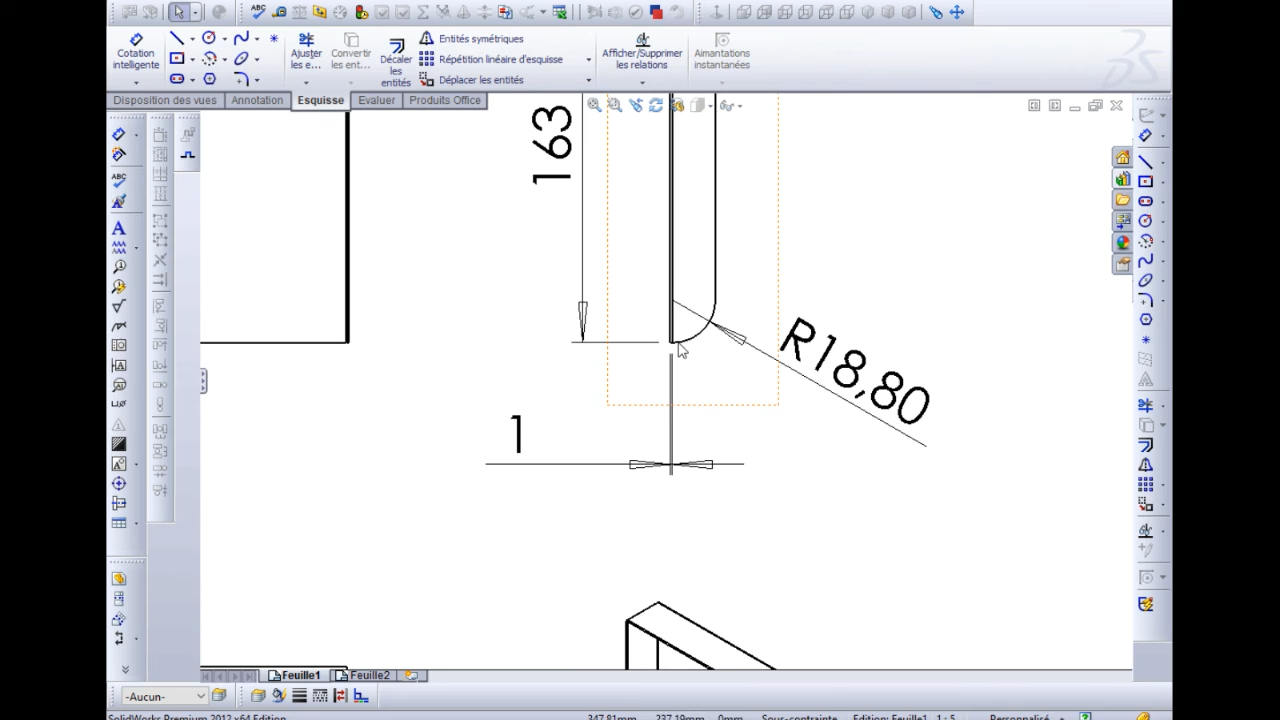 Cotation
intelligente
Ajuster
les e...
Convertir
les ent...
Décaler
les
entités
Entités symétriques
Répétition linéaire d'esquisse
Déplacer les entités
Afficher/Supprimer
les relations
Aimantations
instantanées
Disposition des vues
Annotation
Esquisse
Evaluer
Produits Office
163
R18,80
1
Feuille1
Feuille2
-Aucun-
SolidWorks Premium 2012 x64 Edition
347.81mm
237.19mm
0mm
Sous-contrainte
Edition: Feuille1
1 : 5
Personnalisé